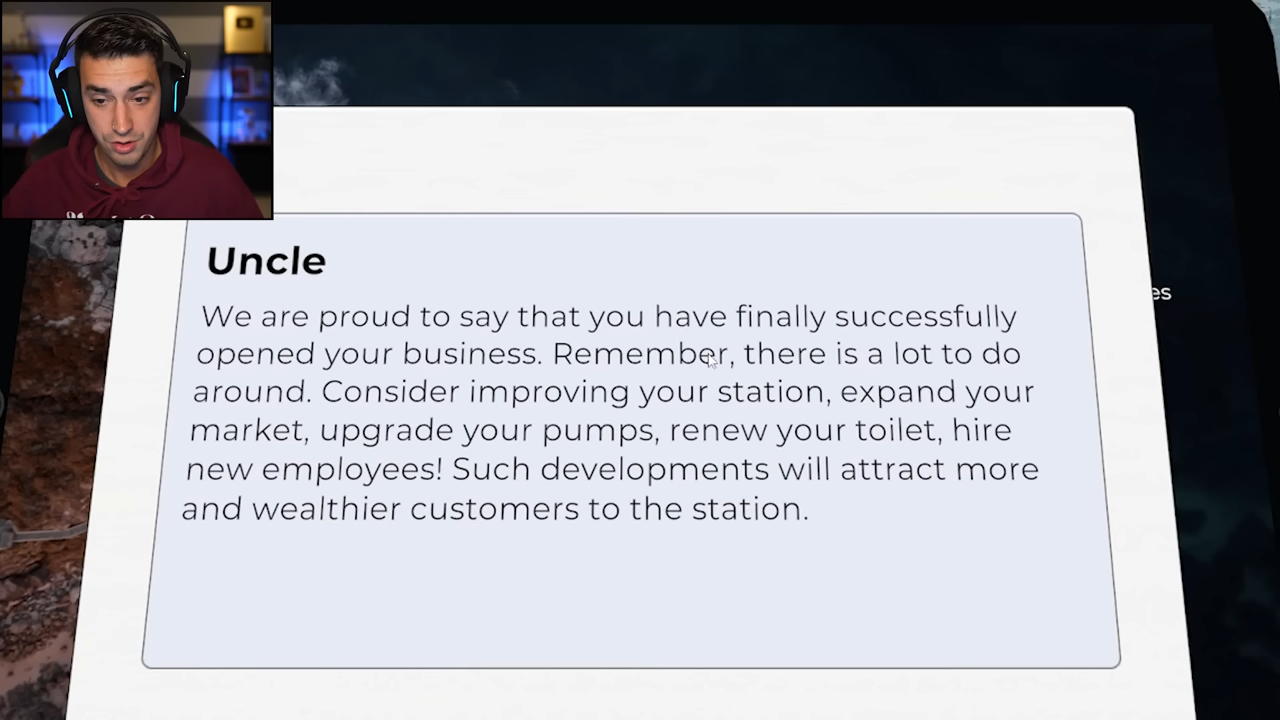 Uncle
We are proud to say that you have finally successfully
opened your business. Remember, there is a lot to do
around. Consider improving your station, expand your
market, upgrade your pumps, renew your toilet, hire
new employees! Such developments will attract more
and wealthier customers to the station.